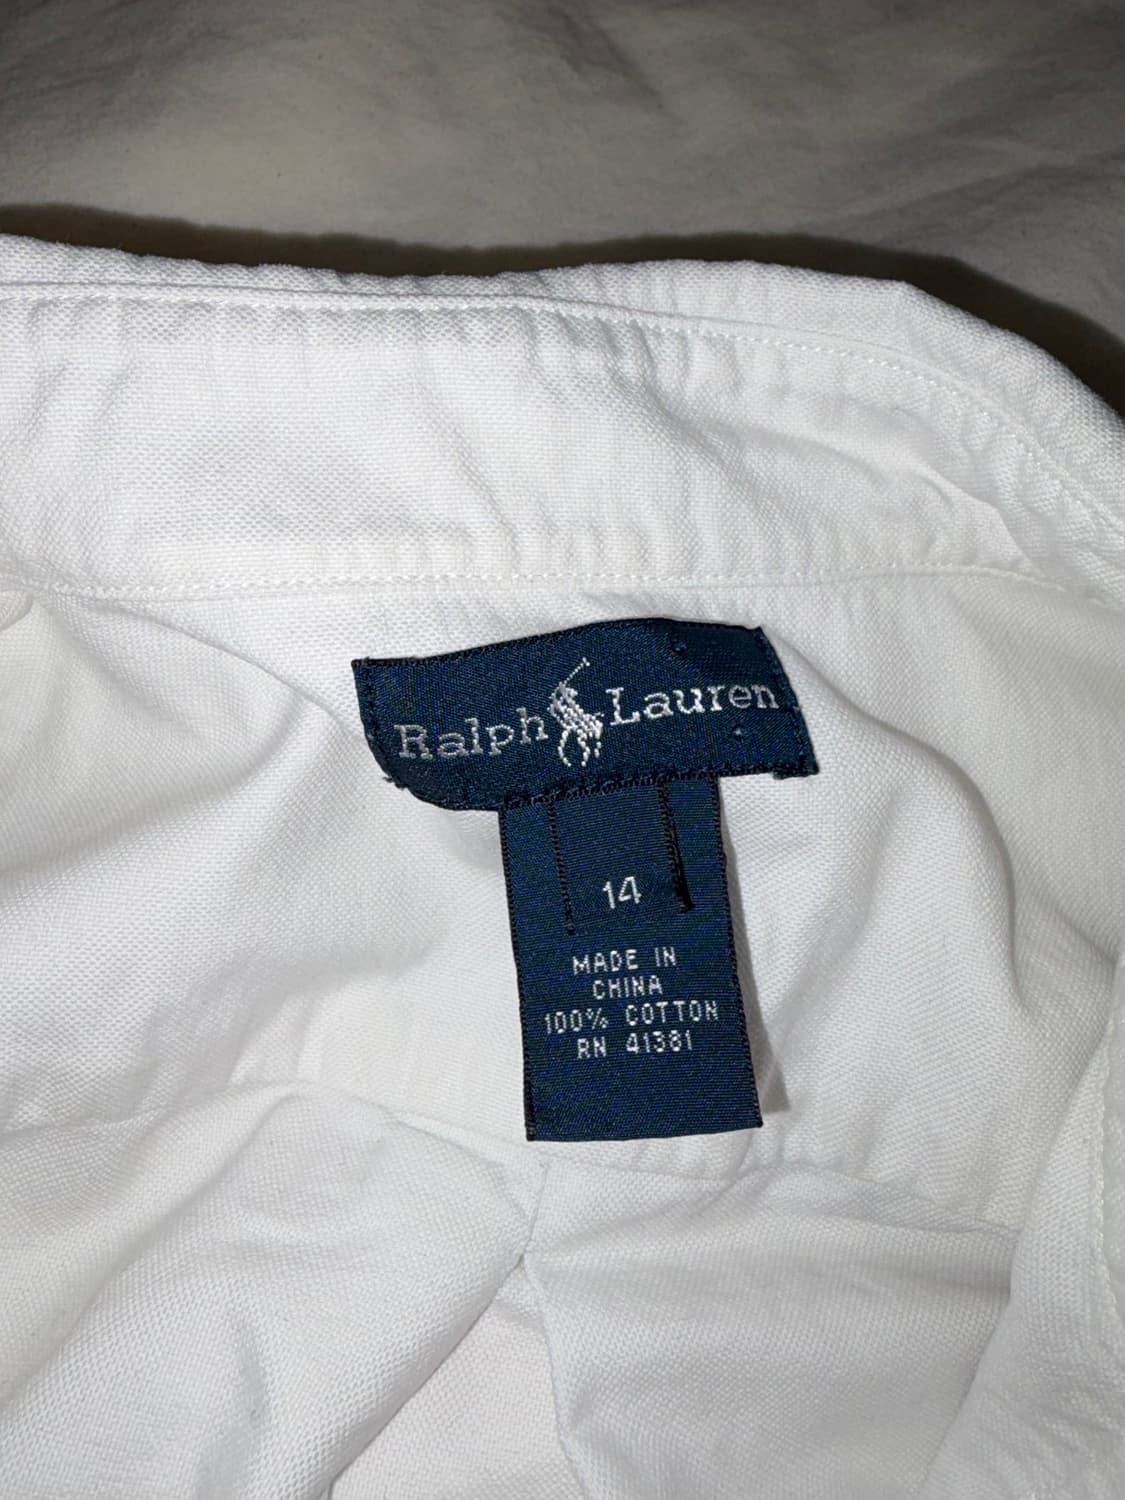 Ralph Lauren
14
MADE IN
CHINA
100% COTTON
RN 41381